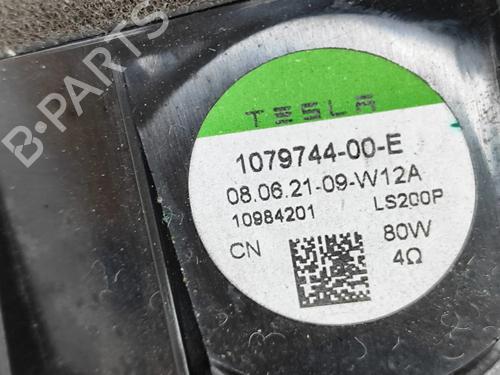 B-PARTS
TESLA
1079744-00-E
08.06.21-09-W12A
10984201 LS200P
CN 80W
4Ω